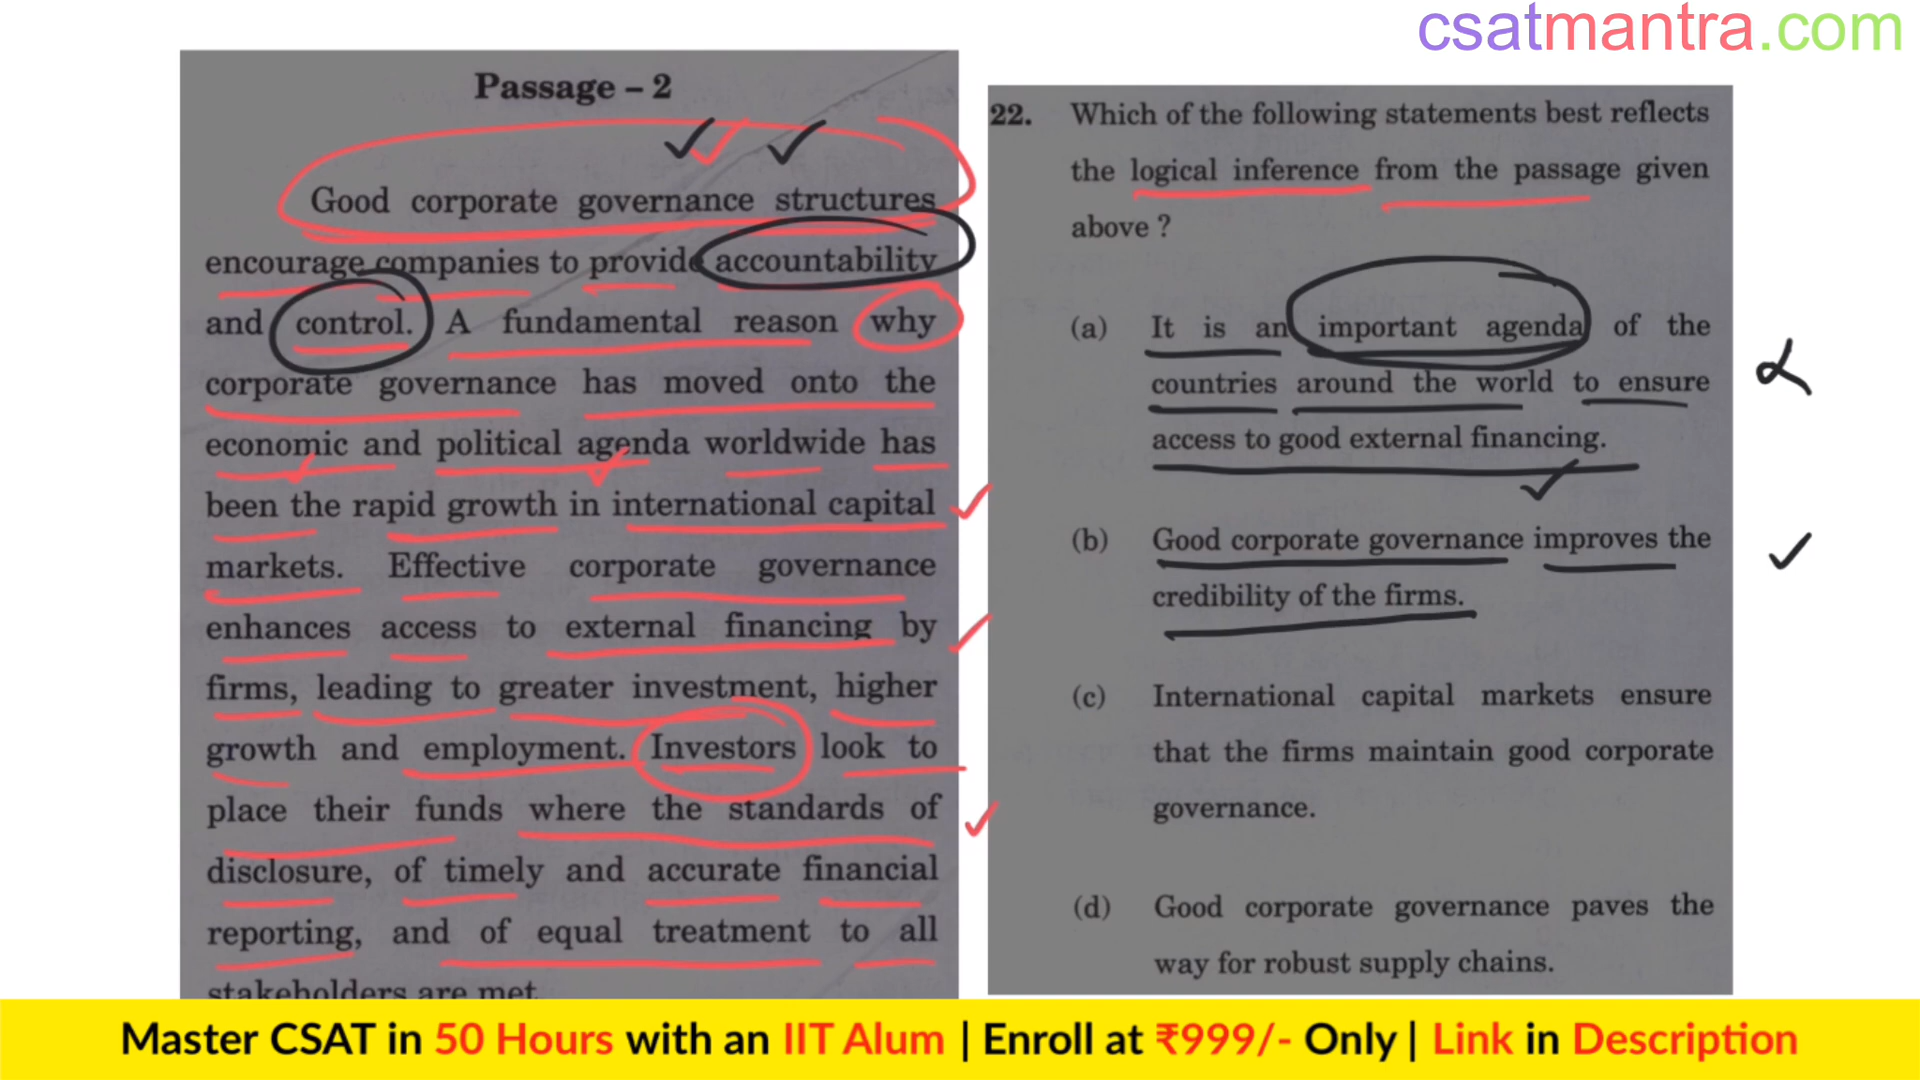 csatmantra.com
Passage – 2
Good corporate governance structures
encourage companies to provide accountability
and control. A fundamental reason why
corporate governance has moved onto the
economic and political agenda worldwide has
been the rapid growth in international capital
markets. Effective corporate governance
enhances access to external financing by
firms, leading to greater investment, higher
growth and employment. Investors look to
place their funds where the standards of
disclosure, of timely and accurate financial
reporting, and of equal treatment to all
stakeholders are met.
22. Which of the following statements best reflects
the logical inference from the passage given
above ?
(a) It is an important agenda of the
countries around the world to ensure
access to good external financing.
(b) Good corporate governance improves the
credibility of the firms.
(c) International capital markets ensure
that the firms maintain good corporate
governance.
(d) Good corporate governance paves the
way for robust supply chains.
Master CSAT in 50 Hours with an IIT Alum | Enroll at ₹999/- Only | Link in Description